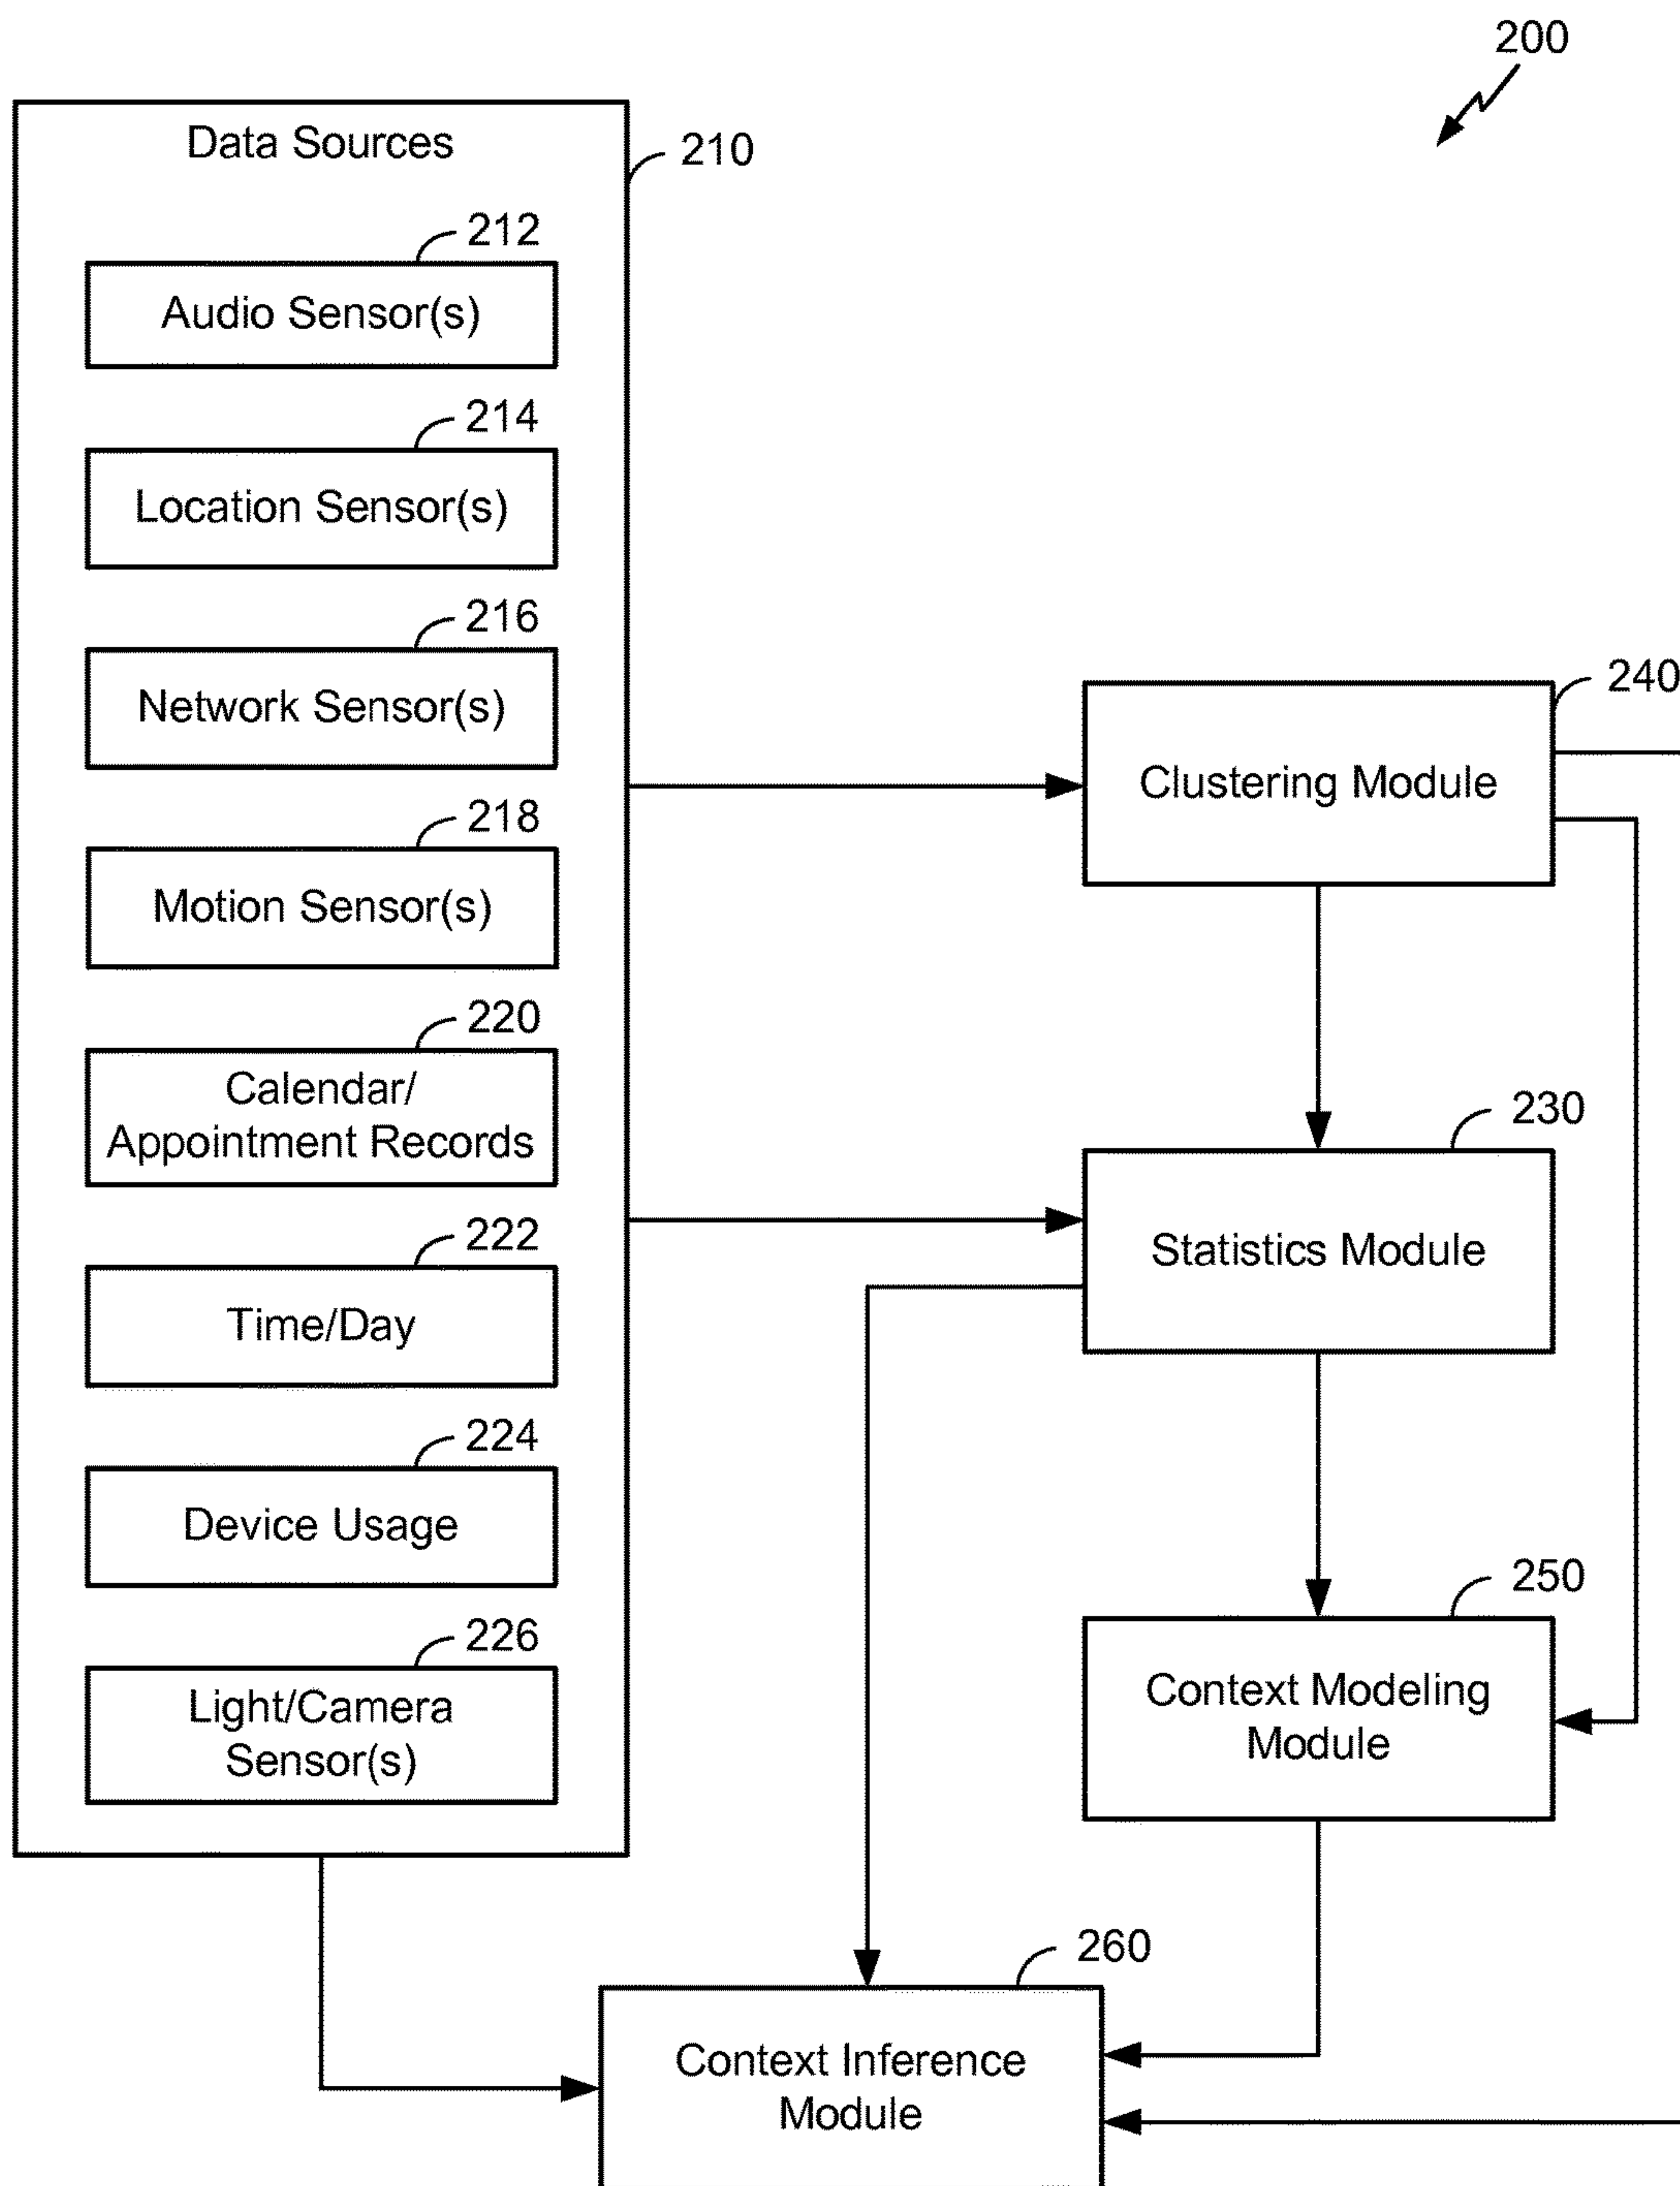 200
Data Sources
210
212
Audio Sensor(s)
214
Location Sensor(s)
216
Network Sensor(s)
240
Clustering Module
218
Motion Sensor(s)
220
Calendar/
Appointment Records
230
Statistics Module
222
Time/Day
224
Device Usage
250
Context Modeling
Module
226
Light/Camera
Sensor(s)
260
Context Inference
Module